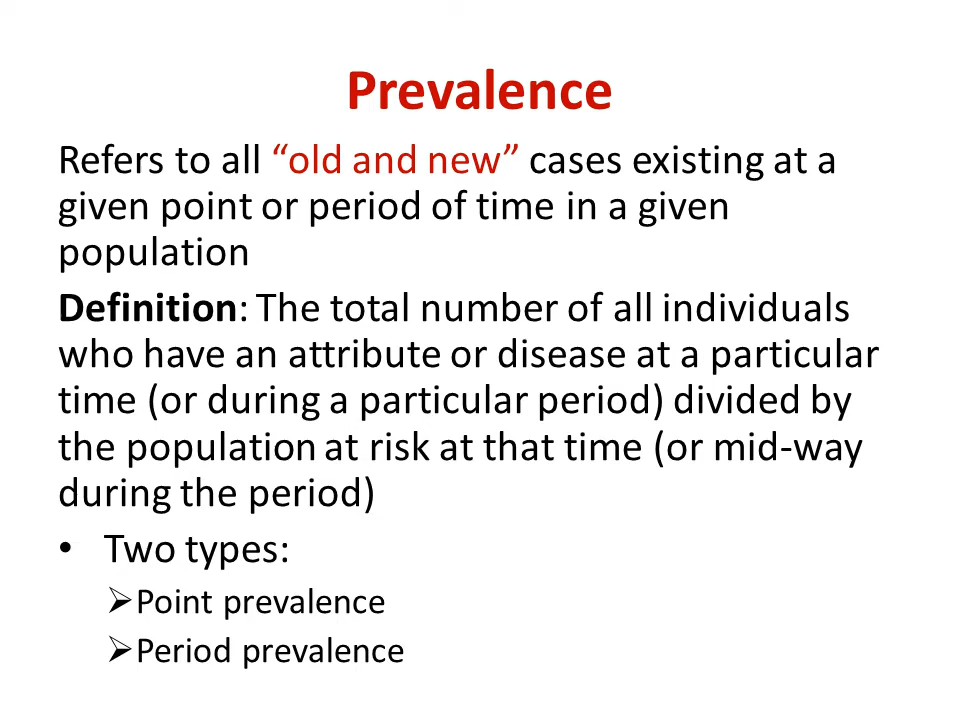 Prevalence
Refers to all “old and new” cases existing at a
given point or period of time in a given
population
Definition: The total number of all individuals
who have an attribute or disease at a particular
time (or during a particular period) divided by
the population at risk at that time (or mid-way
during the period)
• Two types:
➢Point prevalence
➢Period prevalence